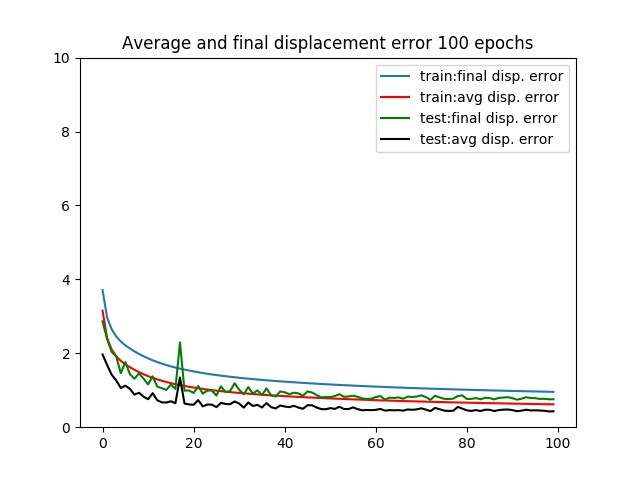 Average and final displacement error 100 epochs
10
8
6
4
2
0
train:final disp. error
train:avg disp. error
test:final disp. error
test:avg disp. error
0 20 40 60 80 100